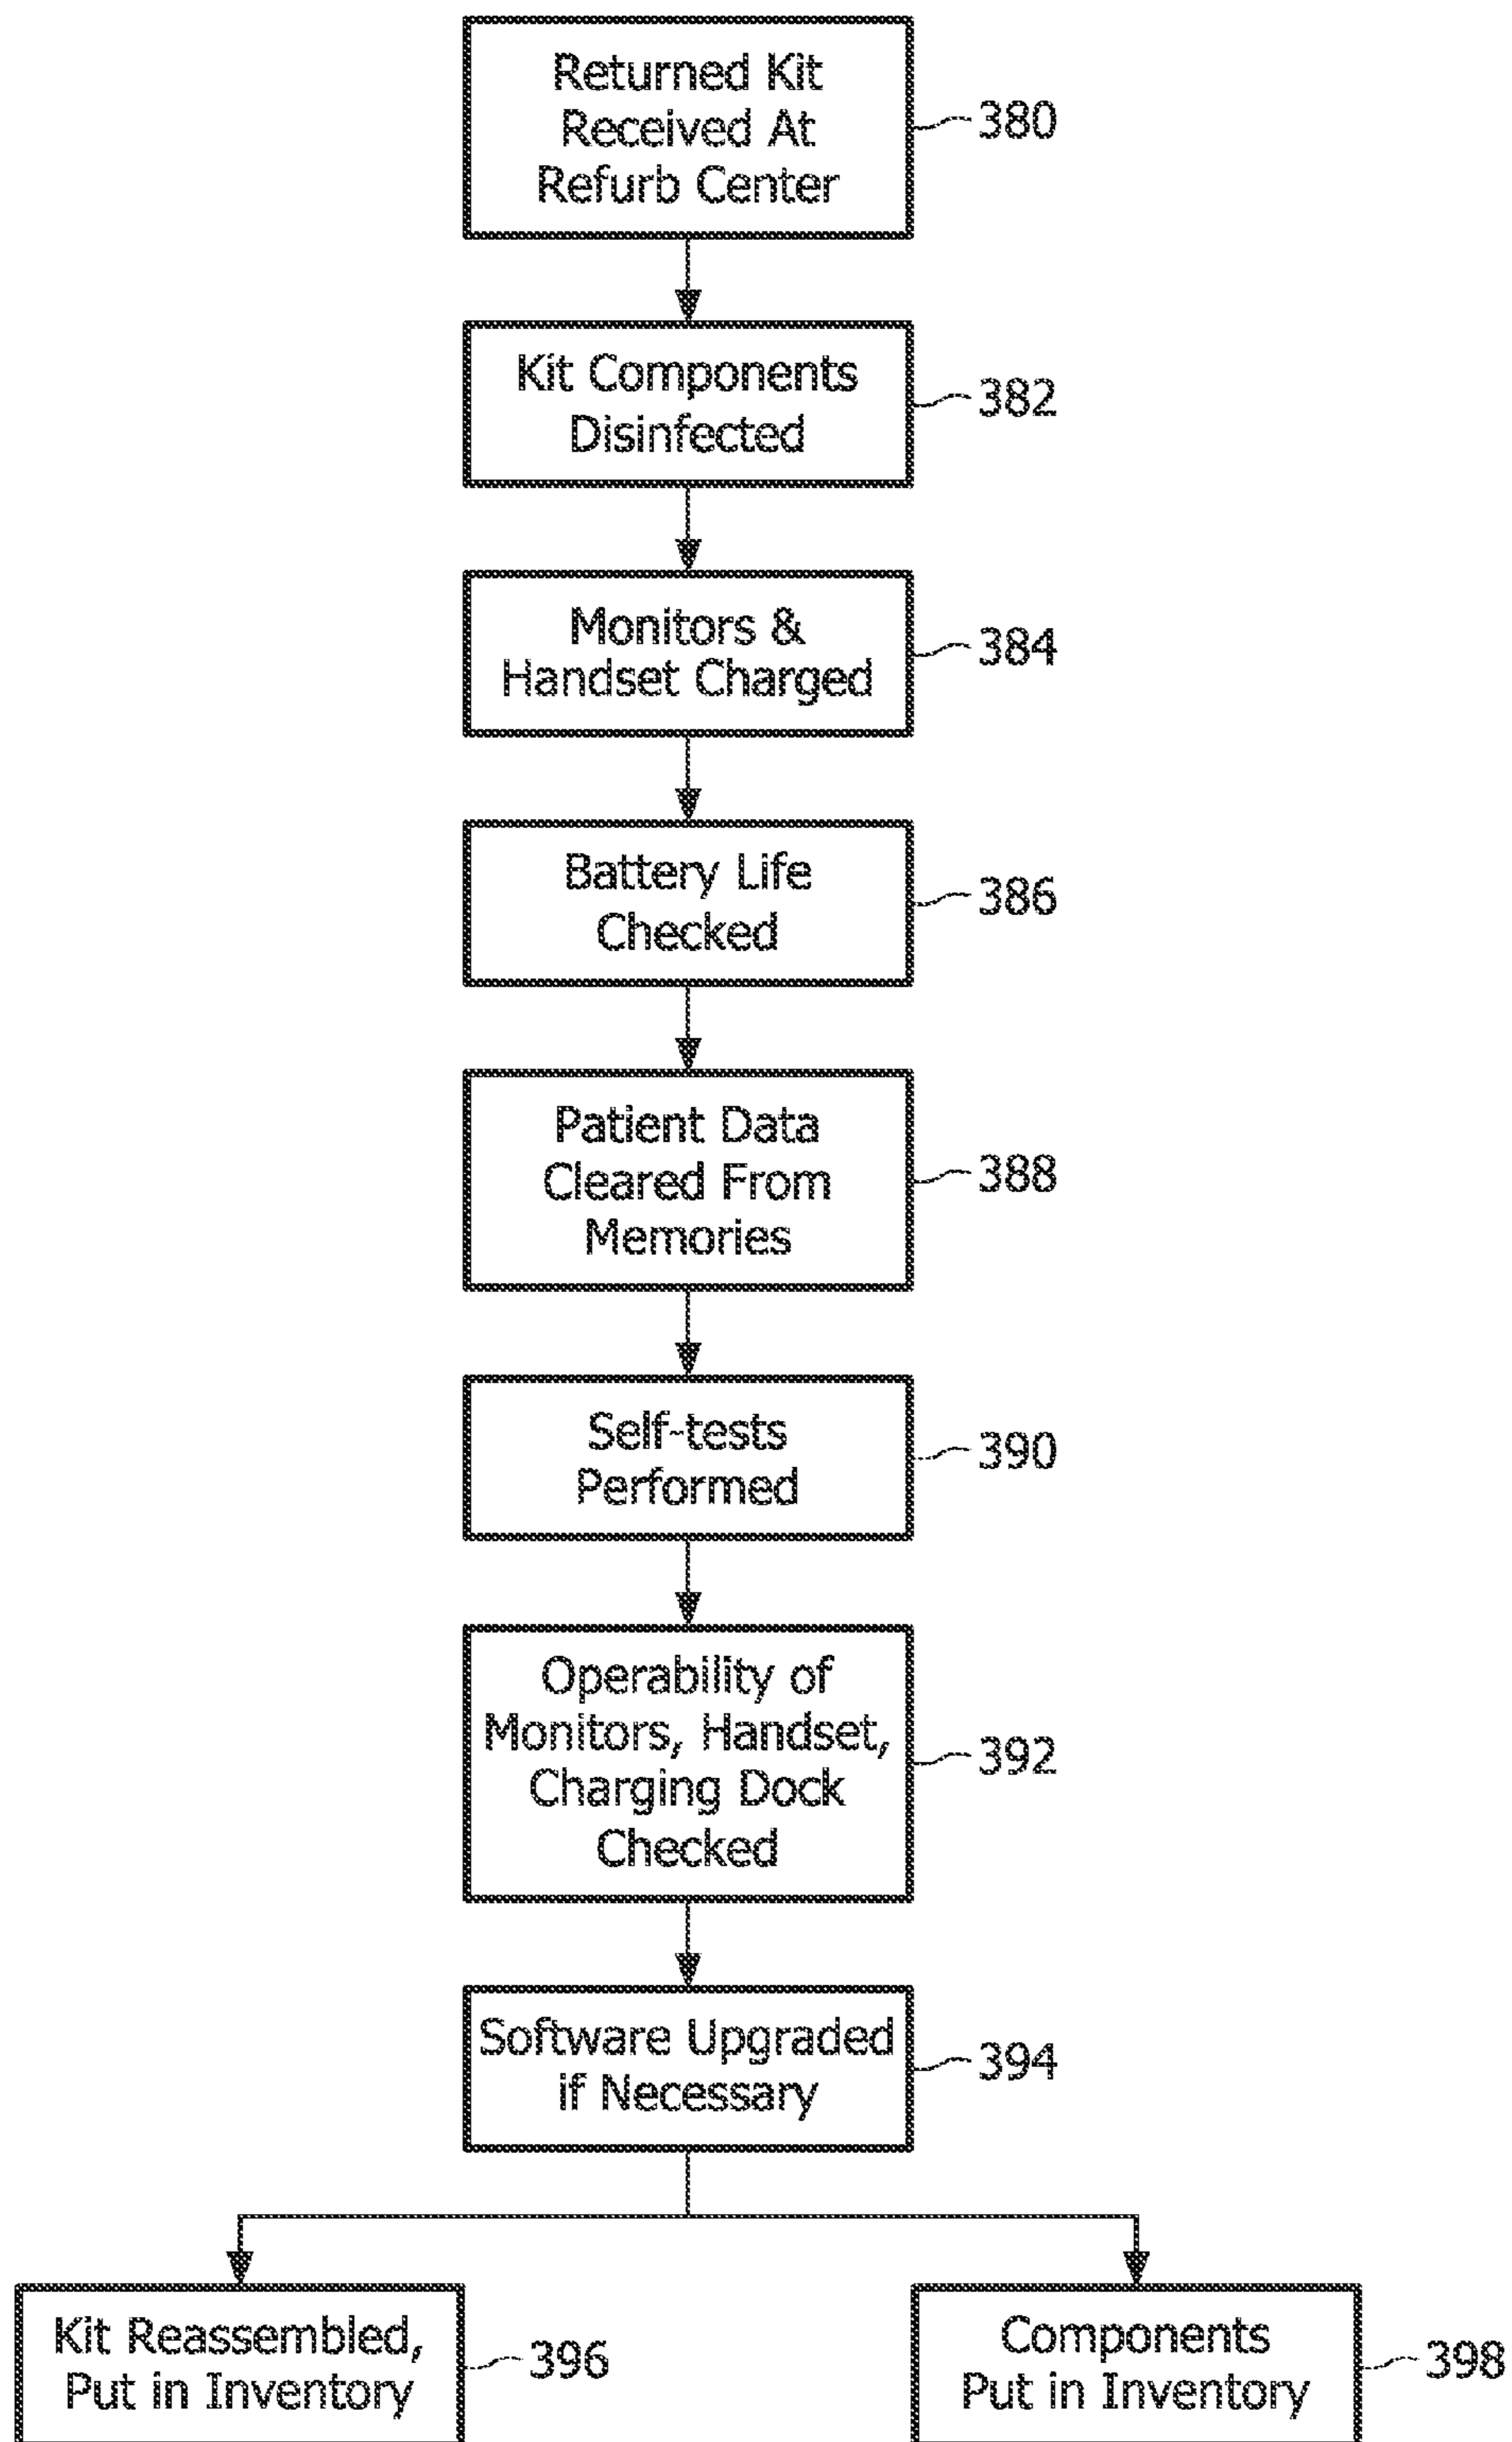 Returned Kit
Received At
Refurb Center
380
Kit Components
Disinfected
382
Monitors &
Handset Charged
384
Battery Life
Checked
386
Patient Data
Cleared From
Memories
388
Self-tests
Performed
390
Operability of
Monitors, Handset,
Charging Dock
Checked
392
Software Upgraded
if Necessary
394
Kit Reassembled,
Put in Inventory
396
Components
Put in Inventory
398